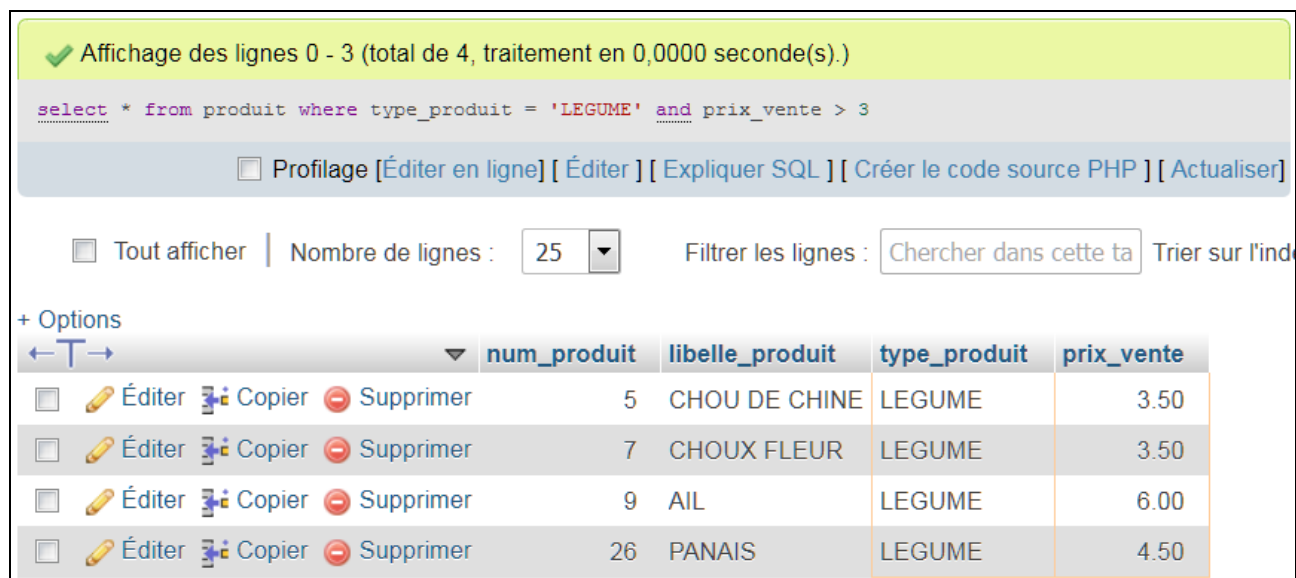 Affichage des lignes 0 - 3 (total de 4, traitement en 0,0000 seconde(s).)
select * from produit where type_produit = 'LEGUME' and prix_vente > 3
Profilage [Éditer en ligne] [ Éditer ] [ Expliquer SQL ] [ Créer le code source PHP ] [ Actualiser]
Tout afficher | Nombre de lignes : 25 Filtrer les lignes : Chercher dans cette ta Trier sur l'inde
+ Options
←T→ num_produit libelle_produit type_produit prix_vente
Éditer Copier Supprimer 5 CHOU DE CHINE LEGUME 3.50
Éditer Copier Supprimer 7 CHOUX FLEUR LEGUME 3.50
Éditer Copier Supprimer 9 AIL LEGUME 6.00
Éditer Copier Supprimer 26 PANAIS LEGUME 4.50